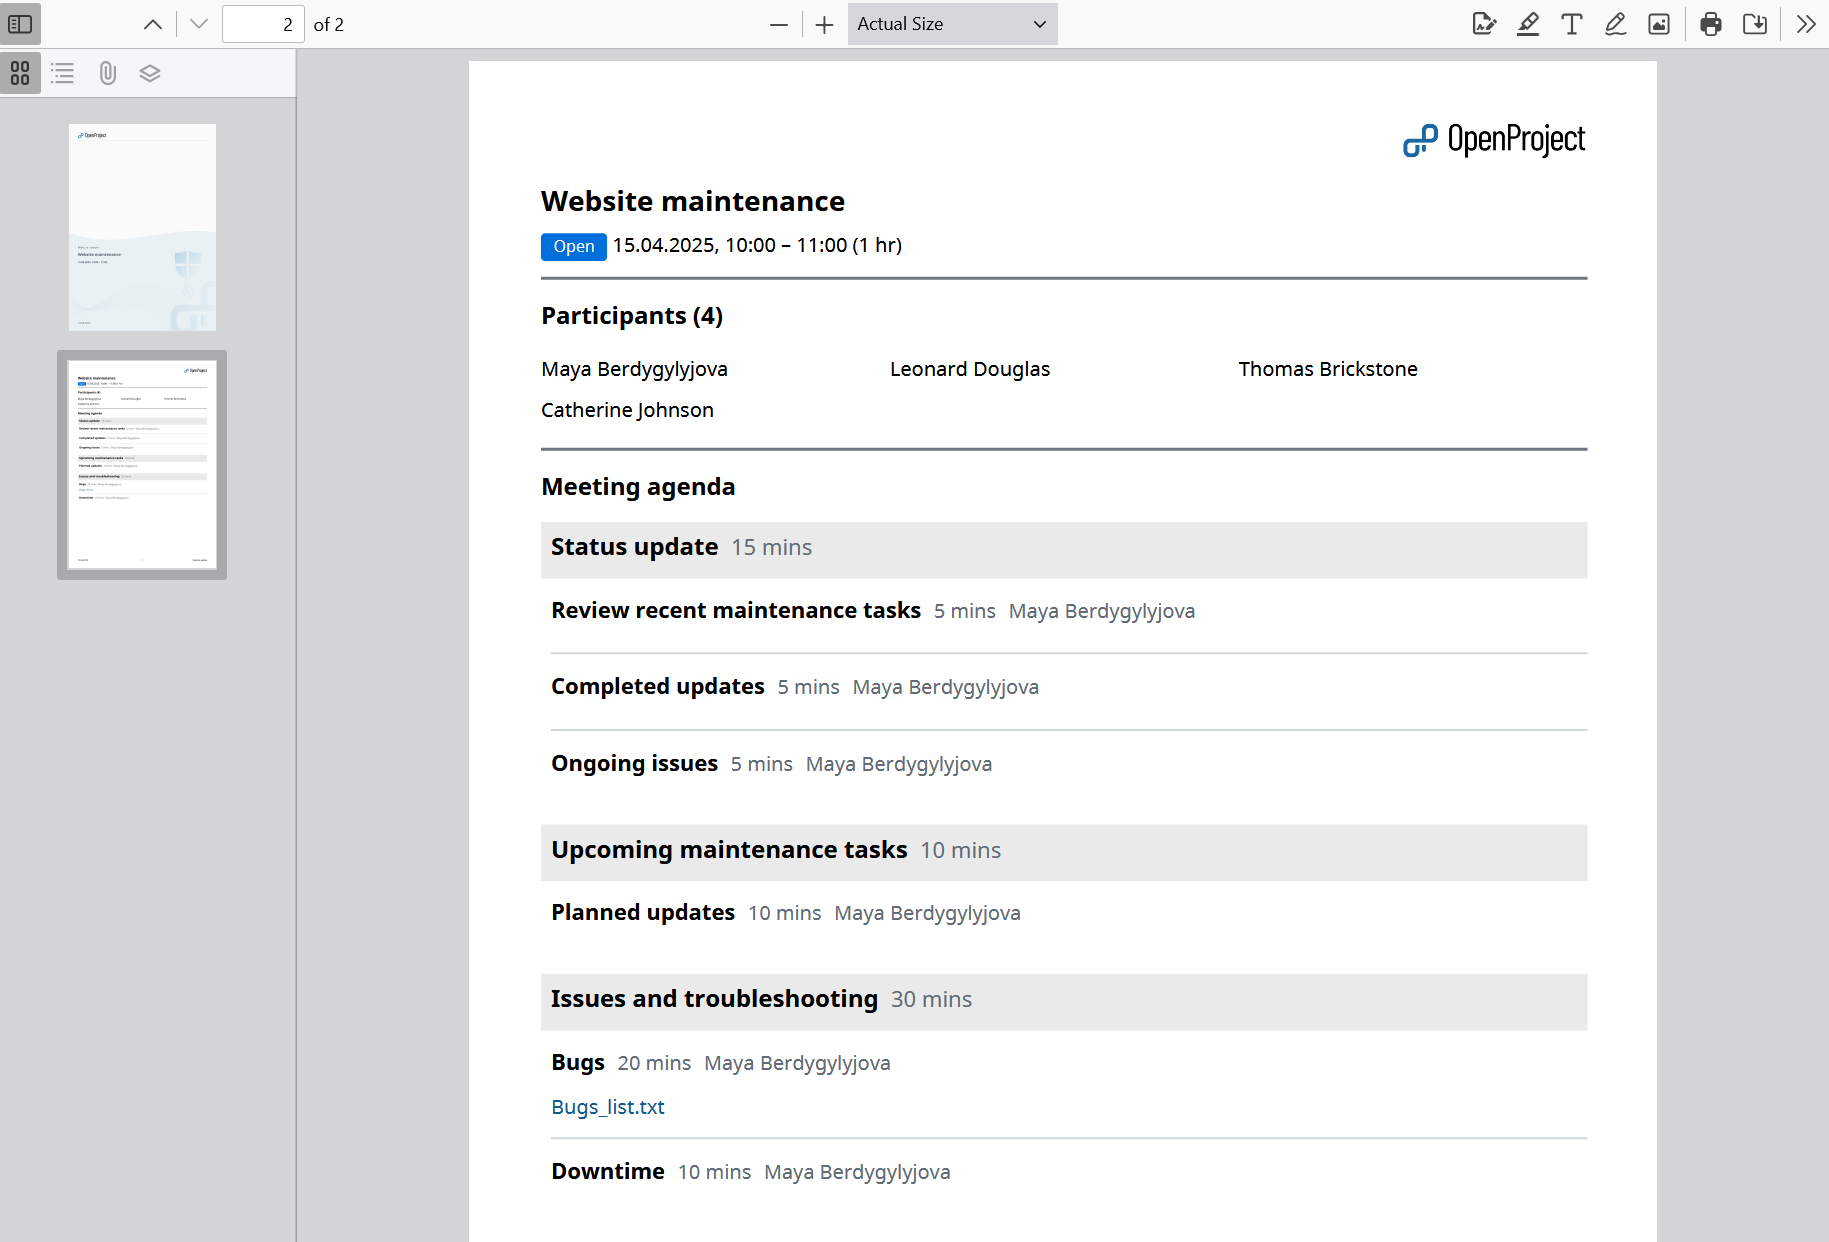 2 of 2
Actual Size
OpenProject
Website maintenance
Open 15.04.2025, 10:00 – 11:00 (1 hr)
Participants (4)
Maya Berdygylyjova Leonard Douglas Thomas Brickstone
Catherine Johnson
Meeting agenda
Status update 15 mins
Review recent maintenance tasks 5 mins Maya Berdygylyjova
Completed updates 5 mins Maya Berdygylyjova
Ongoing issues 5 mins Maya Berdygylyjova
Upcoming maintenance tasks 10 mins
Planned updates 10 mins Maya Berdygylyjova
Issues and troubleshooting 30 mins
Bugs 20 mins Maya Berdygylyjova
Bugs_list.txt
Downtime 10 mins Maya Berdygylyjova